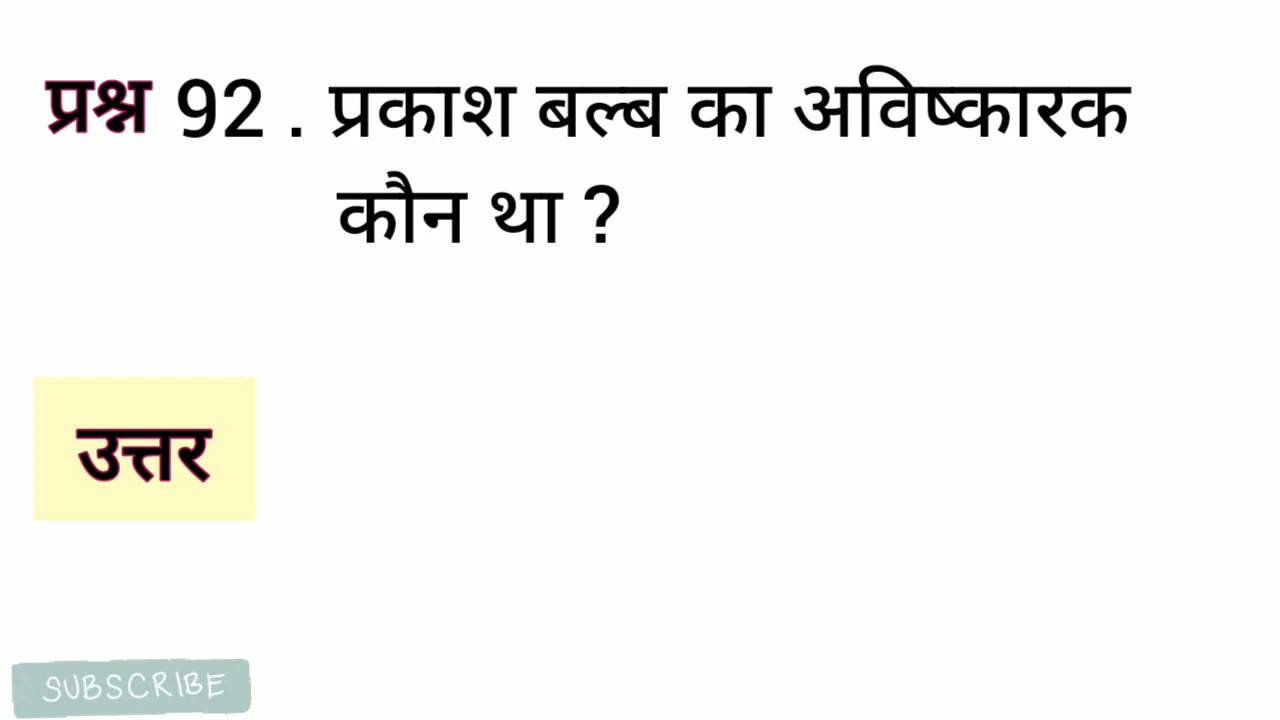 प्रश्न 92 . प्रकाश बल्ब का अविष्कारक
कौन था ?
उत्तर
SUBSCRIBE